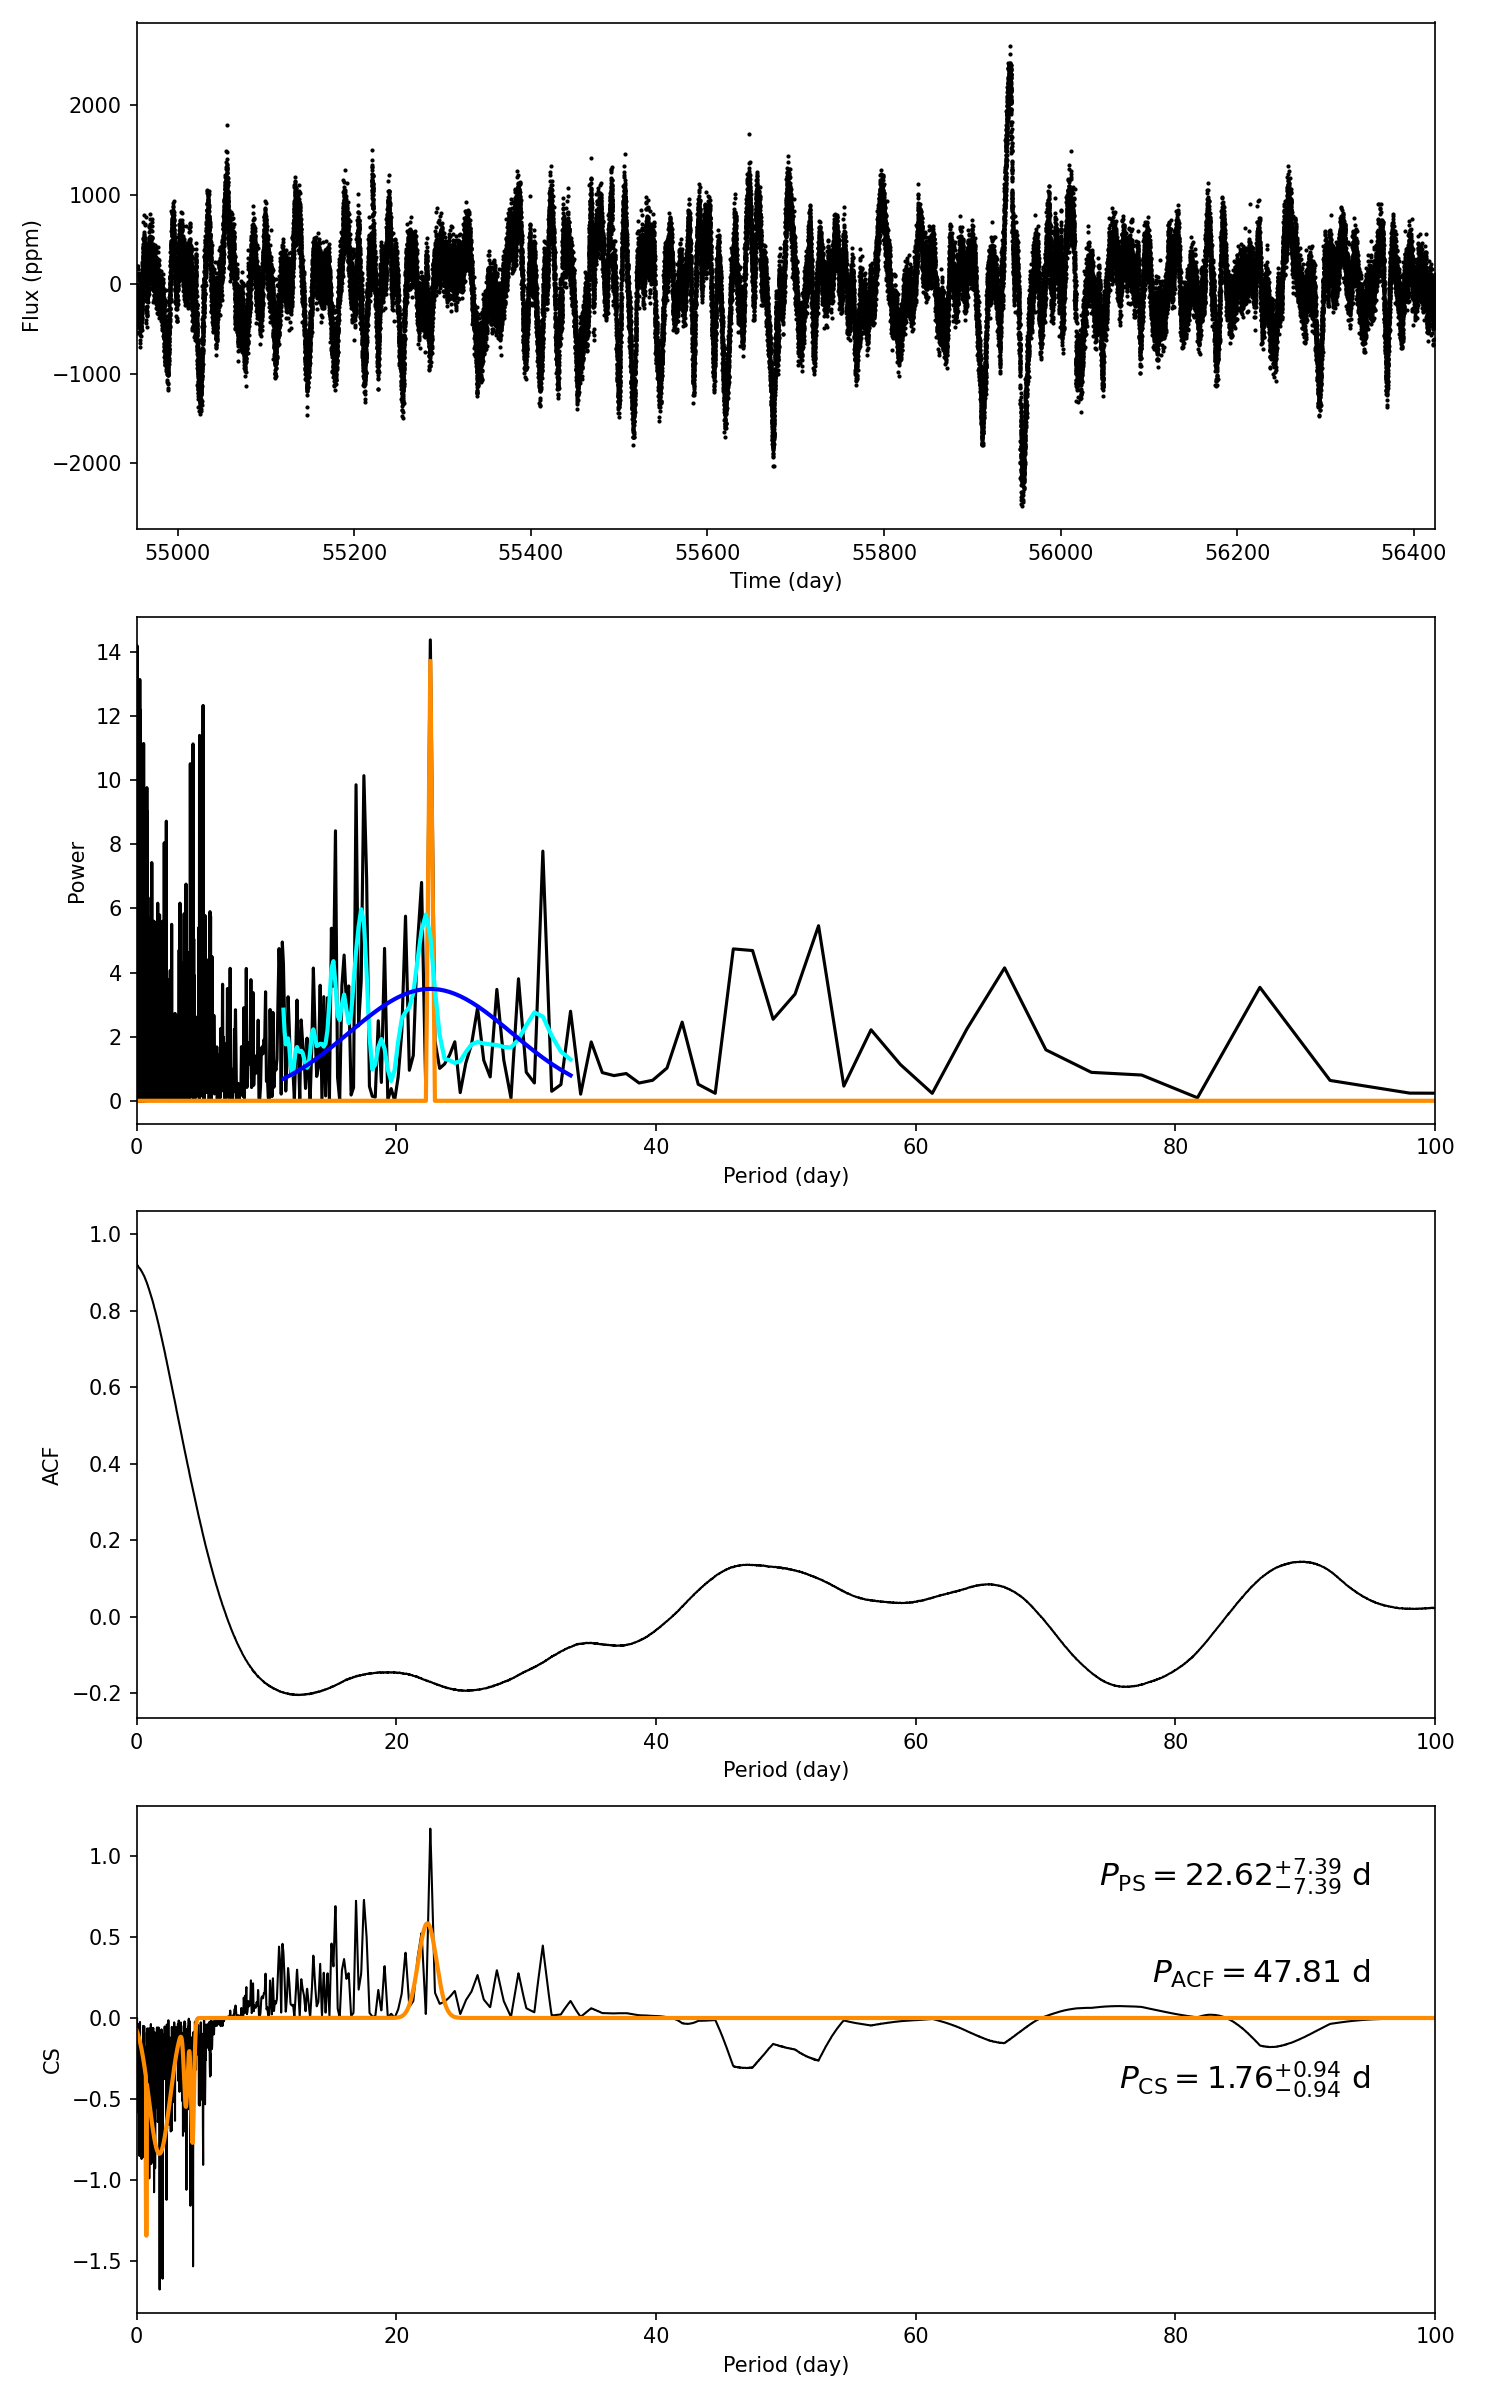 2000
1000
0
−1000
−2000
Flux (ppm)
55000 55200 55400 55600 55800 56000 56200 56400
Time (day)
14
12
10
8
6
4
2
0
Power
0 20 40 60 80 100
Period (day)
1.0
0.8
0.6
0.4
0.2
0.0
−0.2
ACF
0 20 40 60 80 100
Period (day)
1.0
0.5
0.0
−0.5
−1.0
−1.5
CS
P_PS = 22.62^{+7.39}_{−7.39} d
P_ACF = 47.81 d
P_CS = 1.76^{+0.94}_{−0.94} d
0 20 40 60 80 100
Period (day)